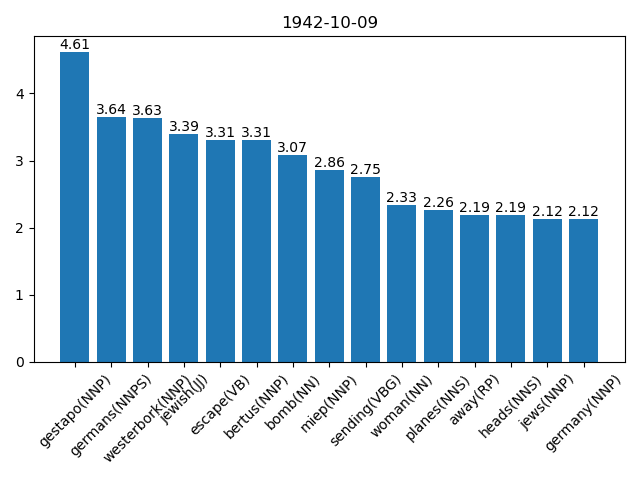 1942-10-09
4.61
3.64
3.63
3.39
3.31
3.31
3.07
2.86
2.75
2.33
2.26
2.19
2.19
2.12
2.12
4
3
2
1
0
gestapo(NNP)
germans(NNPS)
westerbork(NNP)
jewish(JJ)
escape(VB)
bertus(NNP)
bomb(NN)
miep(NNP)
sending(VBG)
woman(NN)
planes(NNS)
away(RP)
heads(NNS)
jews(NNP)
germany(NNP)